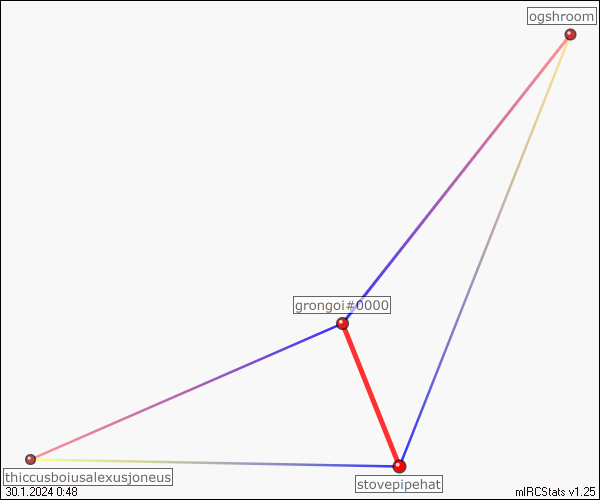 ogshroom
grongoi#0000
thiccusboiusalexusjoneus
stovepipehat
30.1.2024 0:48
mIRCStats v1.25